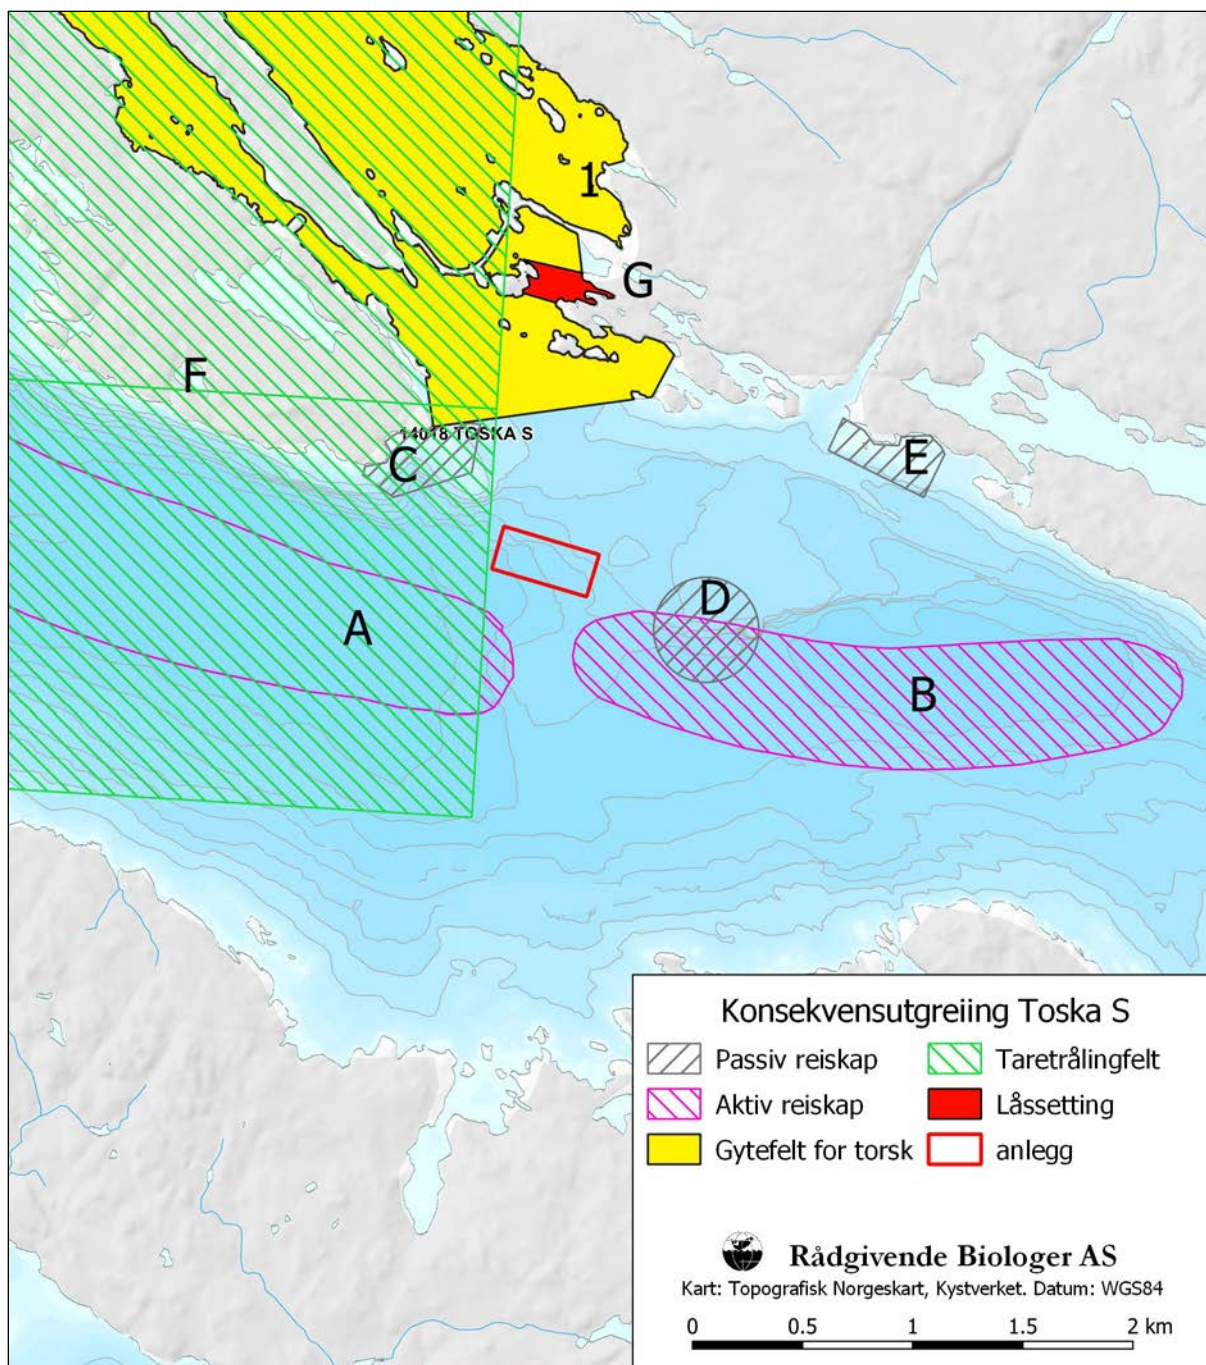 1
G
F
14018 TOSKA S
C
E
D
A
B
Konsekvensutgreiing Toska S
Passiv reiskap
Taretrålingfelt
Aktiv reiskap
Låssetting
Gytefelt for torsk
anlegg
Rådgivende Biologer AS
Kart: Topografisk Norgeskart, Kystverket. Datum: WGS84
0 0.5 1 1.5 2 km